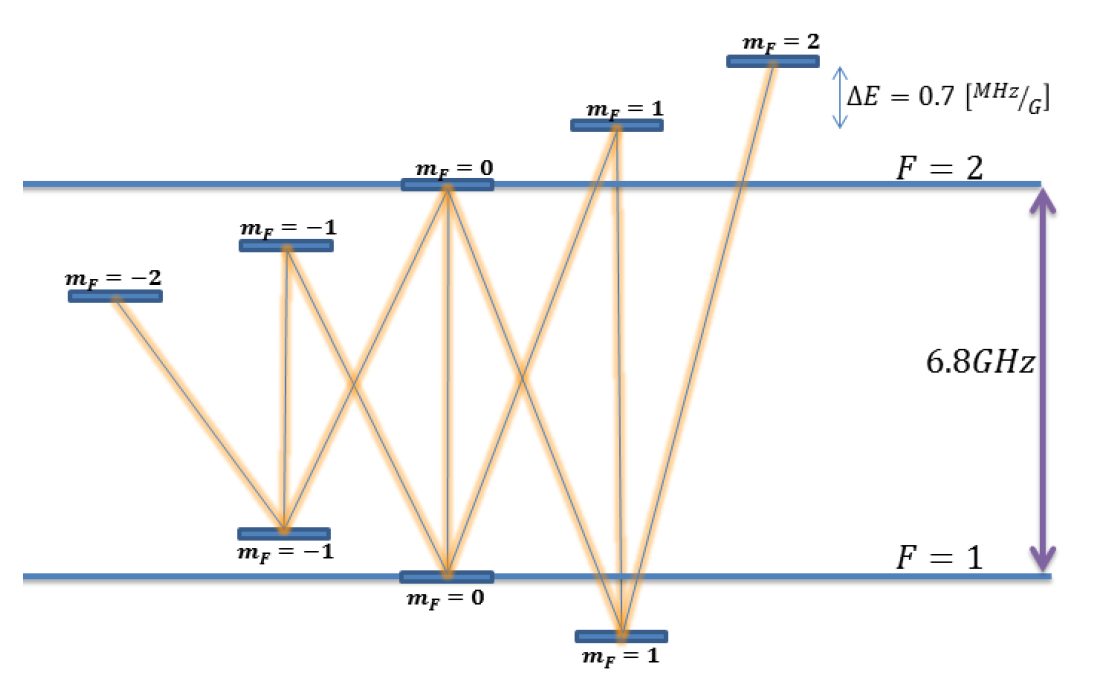 m_F = 2
ΔE = 0.7 [MHz/G]
m_F = 1
m_F = 0
F = 2
m_F = −1
m_F = −2
6.8GHz
F = 1
m_F = −1
m_F = 0
m_F = 1